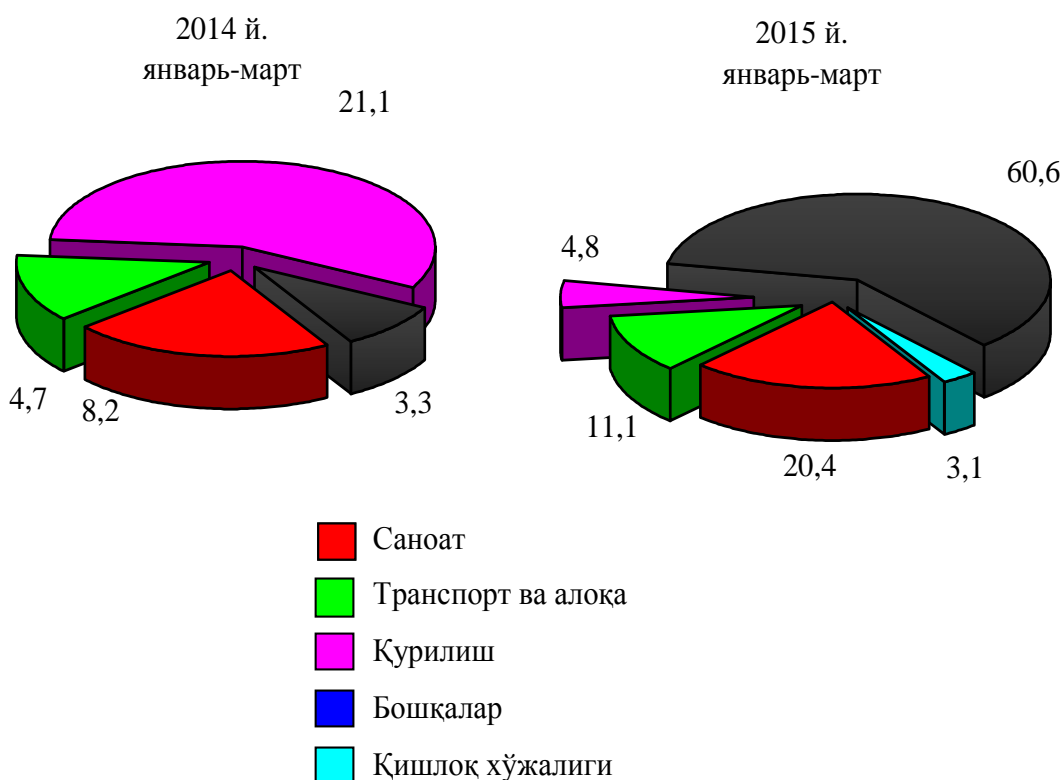 2014 й.
январь-март
21,1
4,7
8,2
3,3
2015 й.
январь-март
60,6
4,8
11,1
20,4
3,1
Саноат
Транспорт ва алоқа
Қурилиш
Бошқалар
Қишлоқ хўжалиги